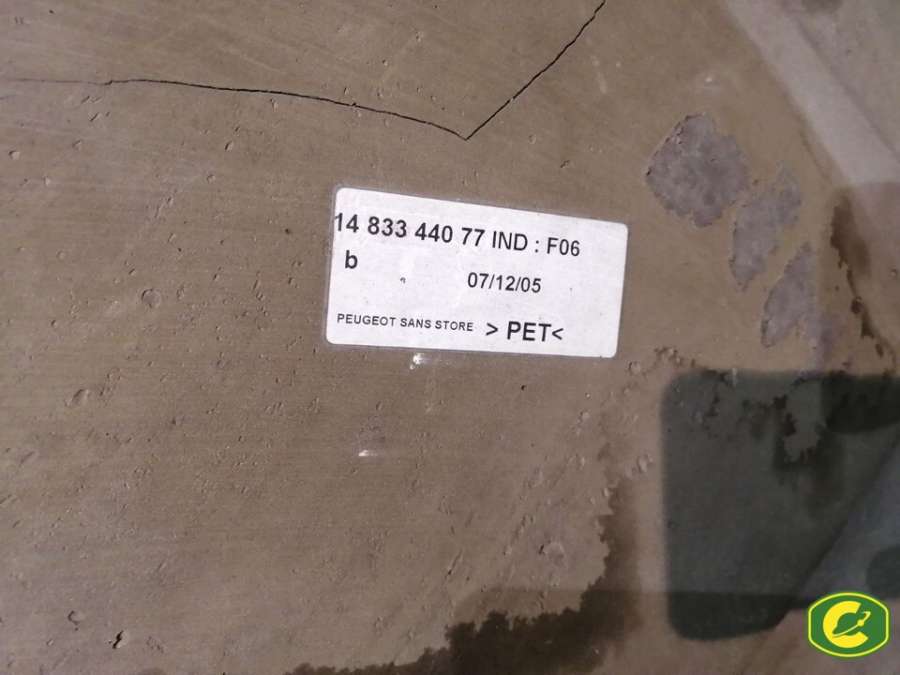 14 833 440 77 IND : F06
b 07/12/05
PEUGEOT SANS STORE > PET<
C